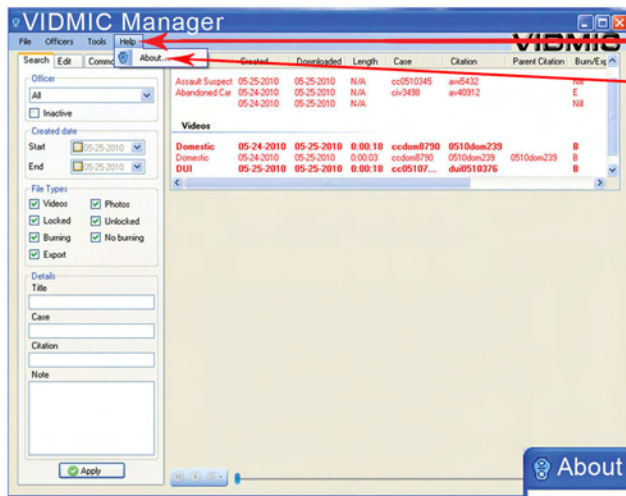 VIDMIC Manager
File Officers Tools Help
VIDMIC
About...
Search Edit
Created Downloaded Length Case Citation Parent Citation
Officer
All
Inactive
Assault Suspect 05-25-2010 05-25-2010 N/A cc0510345 awi5432
Abandoned Car 05-24-2010 05-25-2010 N/A civ3498 av40912 E
05-24-2010 05-25-2010 N/A
Videos
Created date
Start 05-25-2010
End 05-25-2010
Domestic 05-24-2010 05-25-2010 0:00:18 ccdom8790 0510dom239 B
Domestic 05-24-2010 05-25-2010 0:00:03 ccdom8790 0510dom239 0510dom239 B
DUI 05-25-2010 05-25-2010 0:00:18 cc05107... dui0510376 B
File Types
Videos Photos
Locked Unlocked
Burning No burning
Export
Details
Title
Case
Citation
Note
Apply
About